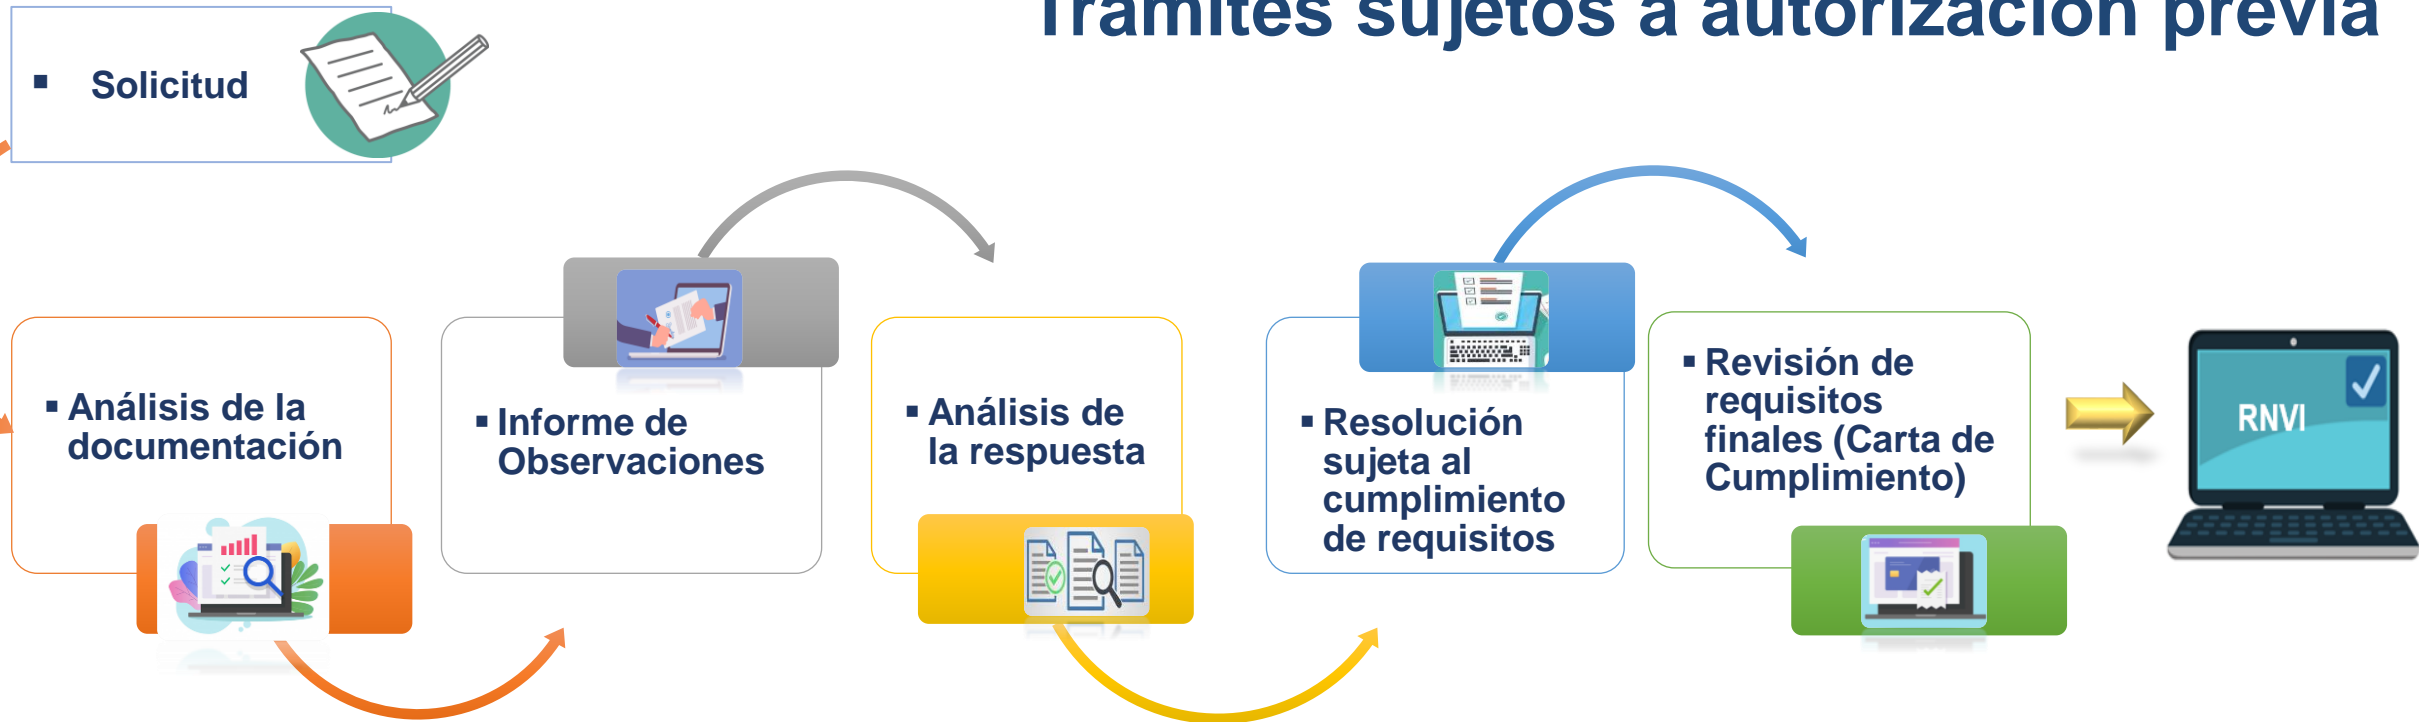 Trámites sujetos a autorización previa
▪ Solicitud
▪ Análisis de la
documentación
▪ Informe de
Observaciones
▪ Análisis de
la respuesta
▪ Resolución
sujeta al
cumplimiento
de requisitos
▪ Revisión de
requisitos
finales (Carta de
Cumplimiento)
RNVI